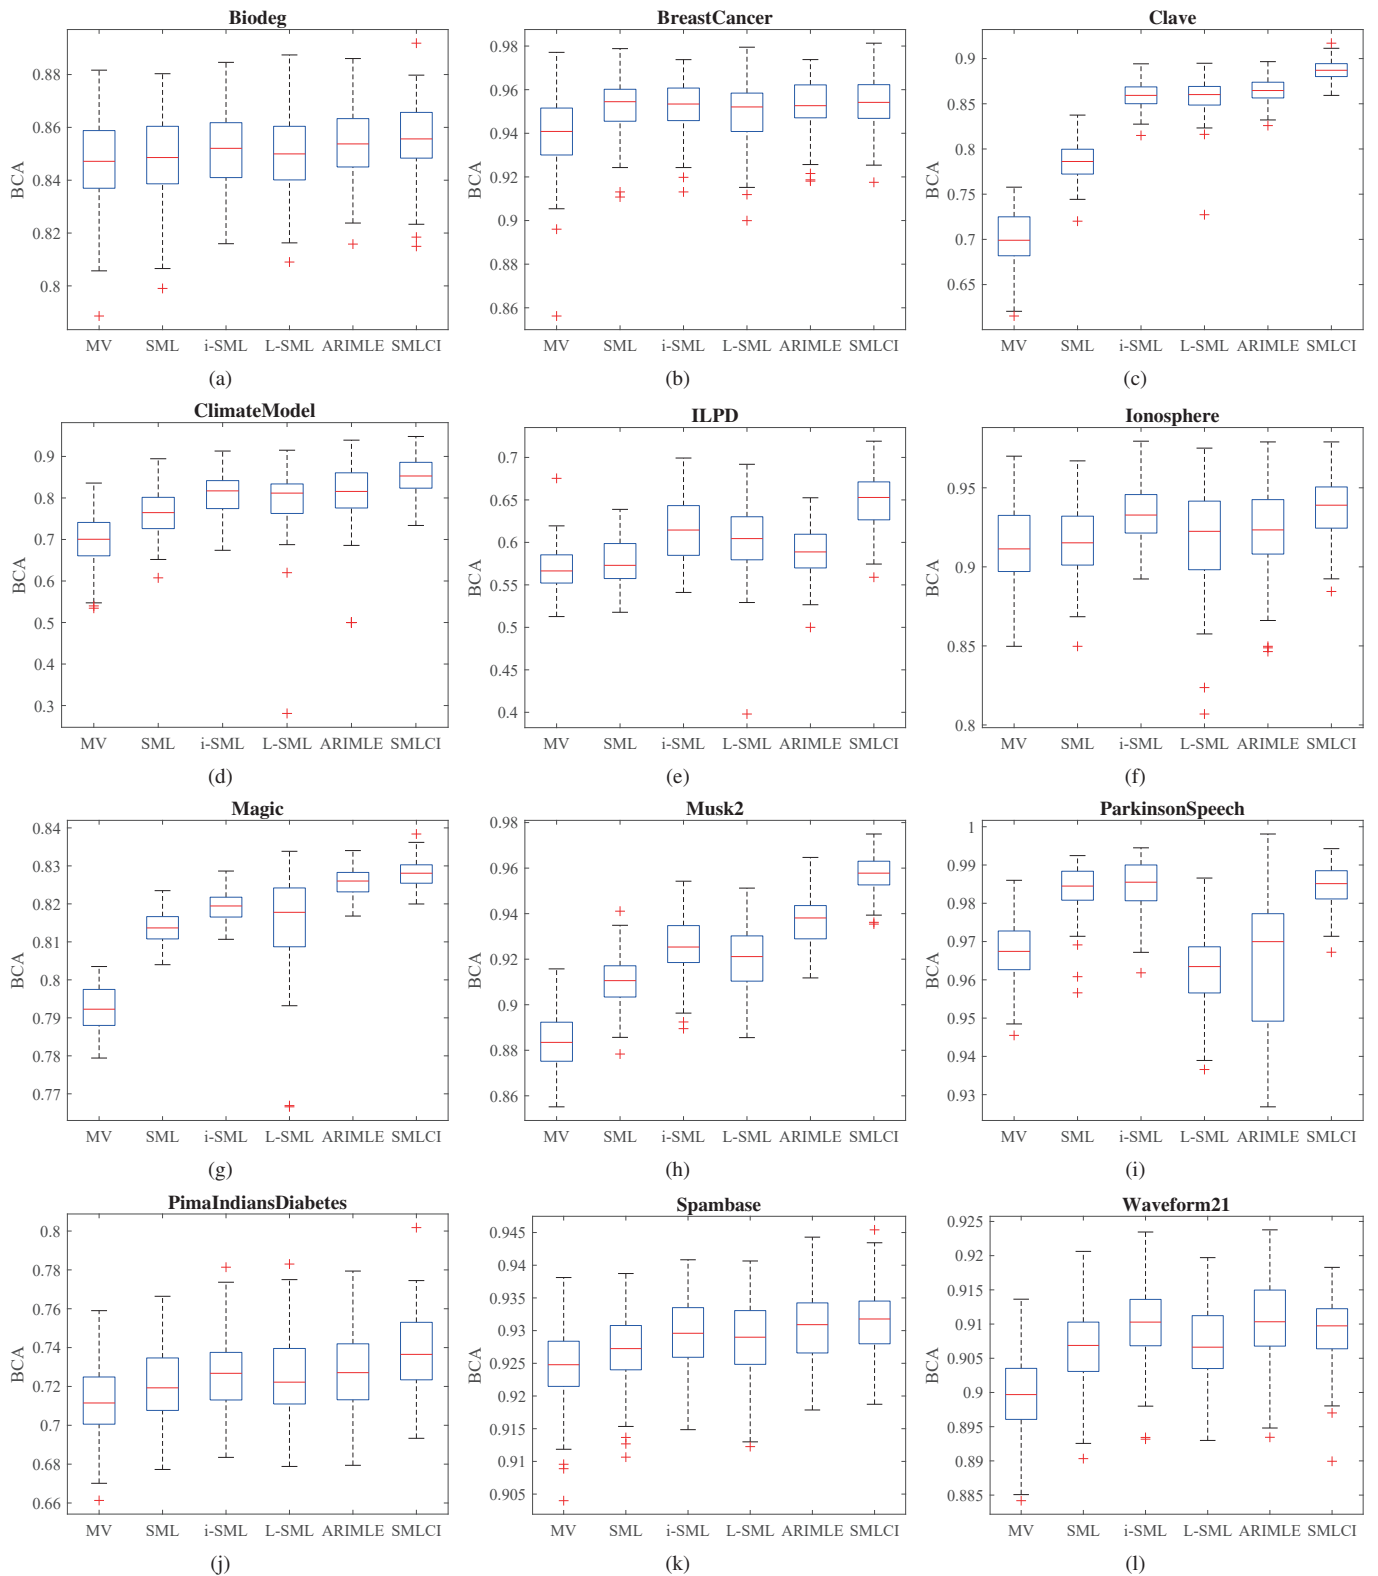 Biodeg
BreastCancer
Clave
0.88
0.86
0.84
0.82
0.8
BCA
MV SML i-SML L-SML ARIMLE SMLCI
(a)
0.98
0.96
0.94
0.92
0.9
0.88
0.86
BCA
MV SML i-SML L-SML ARIMLE SMLCI
(b)
0.9
0.85
0.8
0.75
0.7
0.65
BCA
MV SML i-SML L-SML ARIMLE SMLCI
(c)
ClimateModel
ILPD
Ionosphere
0.9
0.8
0.7
0.6
0.5
0.4
0.3
BCA
MV SML i-SML L-SML ARIMLE SMLCI
(d)
0.7
0.65
0.6
0.55
0.5
0.45
0.4
BCA
MV SML i-SML L-SML ARIMLE SMLCI
(e)
0.95
0.9
0.85
0.8
BCA
MV SML i-SML L-SML ARIMLE SMLCI
(f)
Magic
Musk2
ParkinsonSpeech
0.84
0.83
0.82
0.81
0.8
0.79
0.78
0.77
BCA
MV SML i-SML L-SML ARIMLE SMLCI
(g)
0.98
0.96
0.94
0.92
0.9
0.88
0.86
BCA
MV SML i-SML L-SML ARIMLE SMLCI
(h)
1
0.99
0.98
0.97
0.96
0.95
0.94
0.93
BCA
MV SML i-SML L-SML ARIMLE SMLCI
(i)
PimaIndiansDiabetes
Spambase
Waveform21
0.8
0.78
0.76
0.74
0.72
0.7
0.68
0.66
BCA
MV SML i-SML L-SML ARIMLE SMLCI
(j)
0.945
0.94
0.935
0.93
0.925
0.92
0.915
0.91
0.905
BCA
MV SML i-SML L-SML ARIMLE SMLCI
(k)
0.925
0.92
0.915
0.91
0.905
0.9
0.895
0.89
0.885
BCA
MV SML i-SML L-SML ARIMLE SMLCI
(l)